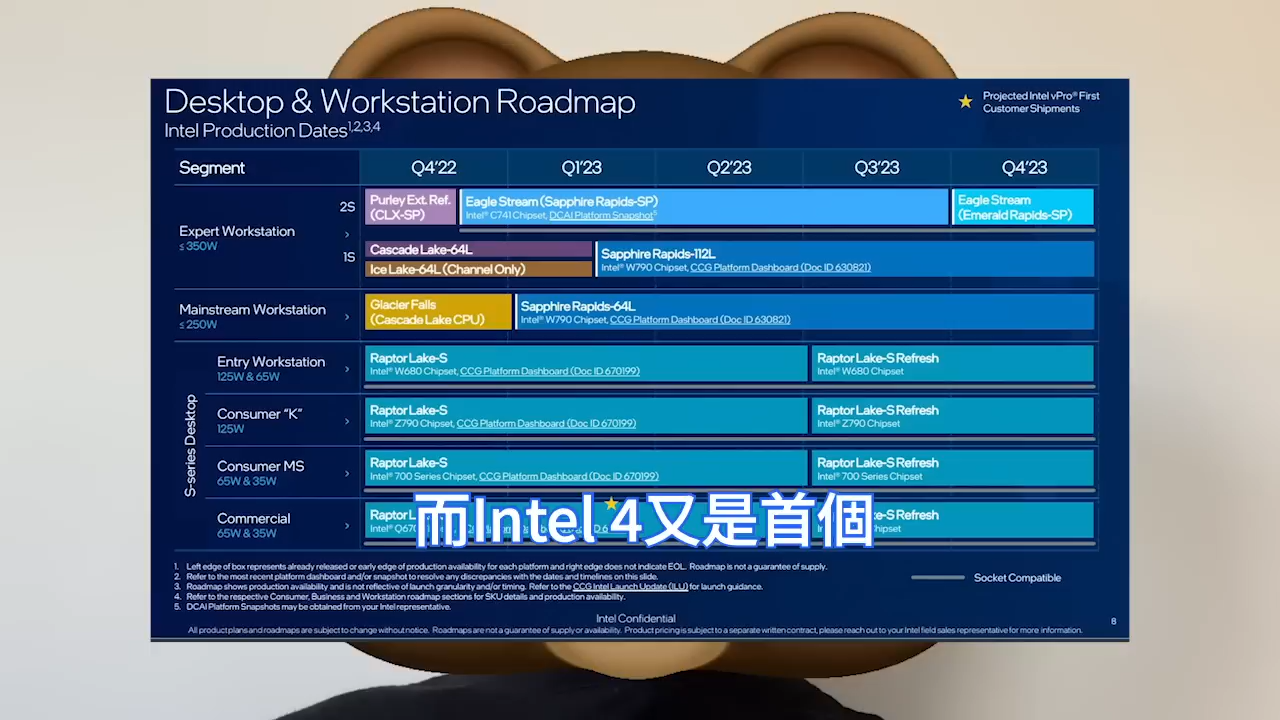 Desktop & Workstation Roadmap
Intel Production Dates1,2,3,4
Projected Intel vPro® First
Customer Shipments
Segment
Q4'22
Q1'23
Q2'23
Q3'23
Q4'23
Expert Workstation
≤ 350W
2S
Purley Ext. Ref.
(CLX-SP)
Eagle Stream (Sapphire Rapids-SP)
Intel® C741 Chipset, DCAI Platform Snapshot5
Eagle Stream
(Emerald Rapids-SP)
1S
Cascade Lake-64L
Ice Lake-64L (Channel Only)
Sapphire Rapids-112L
Intel® W790 Chipset, CCG Platform Dashboard (Doc ID 630821)
Mainstream Workstation
≤ 250W
Glacier Falls
(Cascade Lake CPU)
Sapphire Rapids-64L
Intel® W790 Chipset, CCG Platform Dashboard (Doc ID 630821)
S-series Desktop
Entry Workstation
125W & 65W
Raptor Lake-S
Intel® W680 Chipset, CCG Platform Dashboard (Doc ID 670199)
Raptor Lake-S Refresh
Intel® W680 Chipset
Consumer "K"
125W
Raptor Lake-S
Intel® Z790 Chipset, CCG Platform Dashboard (Doc ID 670199)
Raptor Lake-S Refresh
Intel® Z790 Chipset
Consumer MS
65W & 35W
Raptor Lake-S
Intel® 700 Series Chipset, CCG Platform Dashboard (Doc ID 670199)
Raptor Lake-S Refresh
Intel® 700 Series Chipset
Commercial
65W & 35W
Raptor
Intel® Q670
Lake-S Refresh
Chipset
而Intel 4又是首個
1. Left edge of box represents already released or early edge of production availability for each platform and right edge does not indicate EOL. Roadmap is not a guarantee of supply.
2. Refer to the most recent platform dashboard and/or snapshot to resolve any discrepancies with the dates and timelines on this slide.
3. Roadmap shows production availability and is not reflective of launch granularity and/or timing. Refer to the CCG Intel Launch Update (ILU) for launch guidance.
4. Refer to the respective Consumer, Business and Workstation roadmap sections for SKU details and production availability.
5. DCAI Platform Snapshots may be obtained from your Intel representative.
Socket Compatible
Intel Confidential
8
All product plans and roadmaps are subject to change without notice. Roadmaps are not a guarantee of supply or availability. Product pricing is subject to a separate written contract, please reach out to your Intel field sales representative for more information.